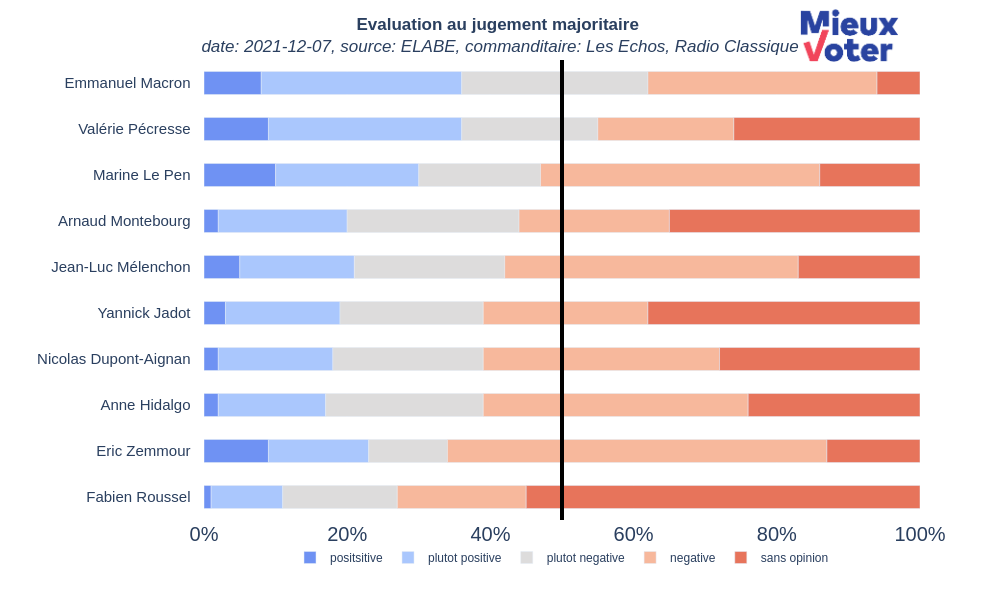 Evaluation au jugement majoritaire
date: 2021-12-07, source: ELABE, commanditaire: Les Echos, Radio Classique
Mieux
Voter
Emmanuel Macron
Valérie Pécresse
Marine Le Pen
Arnaud Montebourg
Jean-Luc Mélenchon
Yannick Jadot
Nicolas Dupont-Aignan
Anne Hidalgo
Eric Zemmour
Fabien Roussel
0% 20% 40% 60% 80% 100%
positsitive plutot positive plutot negative negative sans opinion